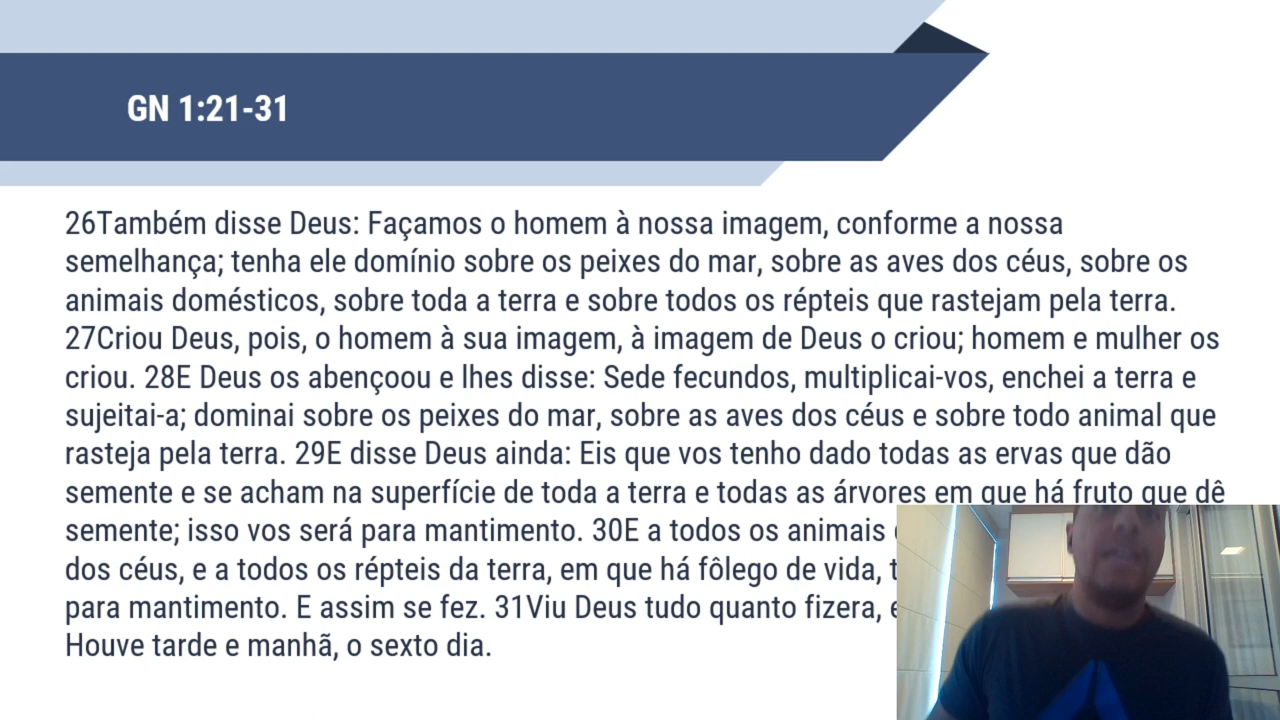 GN 1:21-31
26Também disse Deus: Façamos o homem à nossa imagem, conforme a nossa
semelhança; tenha ele domínio sobre os peixes do mar, sobre as aves dos céus, sobre os
animais domésticos, sobre toda a terra e sobre todos os répteis que rastejam pela terra.
27Criou Deus, pois, o homem à sua imagem, à imagem de Deus o criou; homem e mulher os
criou. 28E Deus os abençoou e lhes disse: Sede fecundos, multiplicai-vos, enchei a terra e
sujeitai-a; dominai sobre os peixes do mar, sobre as aves dos céus e sobre todo animal que
rasteja pela terra. 29E disse Deus ainda: Eis que vos tenho dado todas as ervas que dão
semente e se acham na superfície de toda a terra e todas as árvores em que há fruto que dê
semente; isso vos será para mantimento. 30E a todos os animais
dos céus, e a todos os répteis da terra, em que há fôlego de vida,
para mantimento. E assim se fez. 31Viu Deus tudo quanto fizera,
Houve tarde e manhã, o sexto dia.